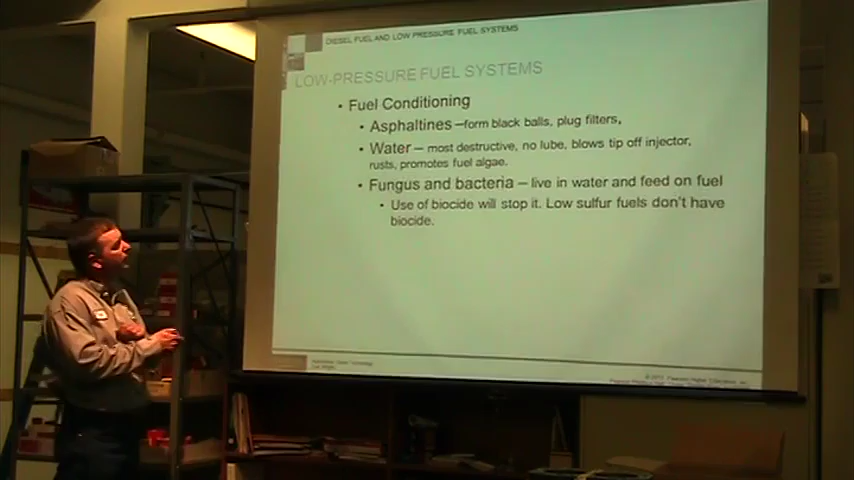 DIESEL FUEL AND LOW PRESSURE FUEL SYSTEMS
LOW-PRESSURE FUEL SYSTEMS
• Fuel Conditioning
• Asphaltines –form black balls, plug filters,
• Water – most destructive, no lube, blows tip off injector,
rusts, promotes fuel algae.
• Fungus and bacteria – live in water and feed on fuel
• Use of biocide will stop it. Low sulfur fuels don't have
biocide.